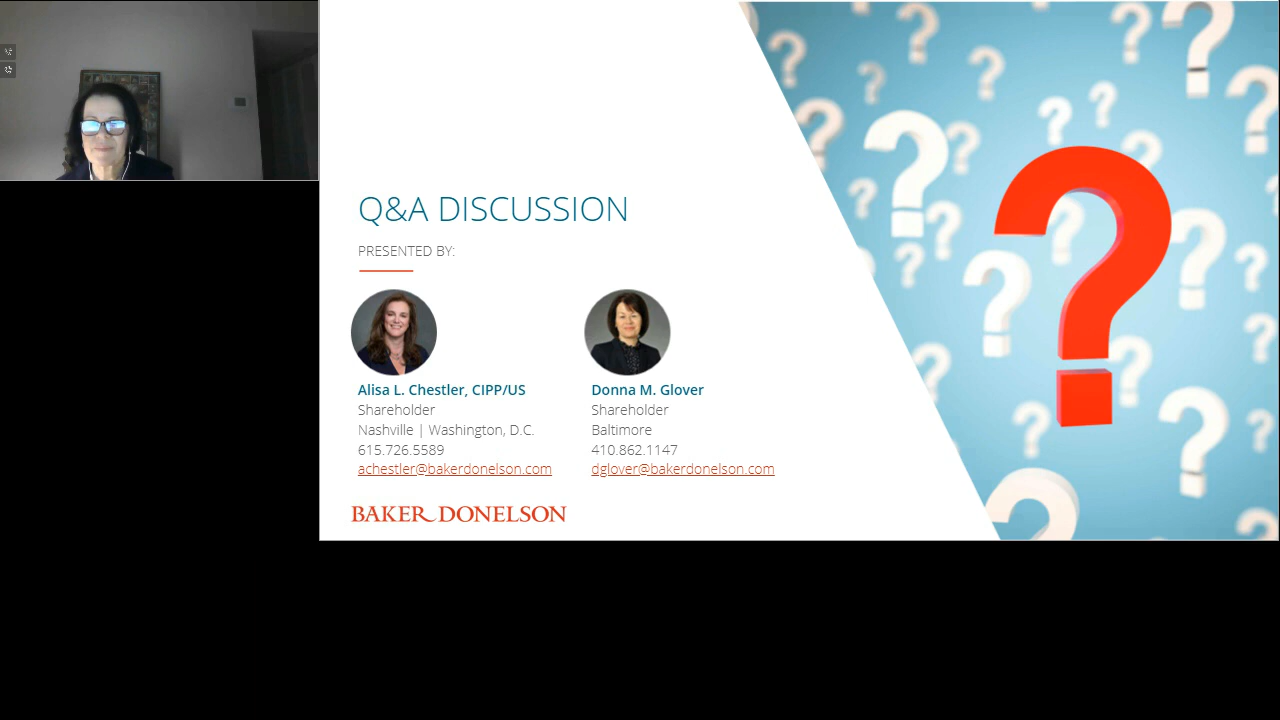 Q&A DISCUSSION
PRESENTED BY:
Alisa L. Chestler, CIPP/US
Shareholder
Nashville | Washington, D.C.
615.726.5589
achestler@bakerdonelson.com
Donna M. Glover
Shareholder
Baltimore
410.862.1147
dglover@bakerdonelson.com
BAKER DONELSON